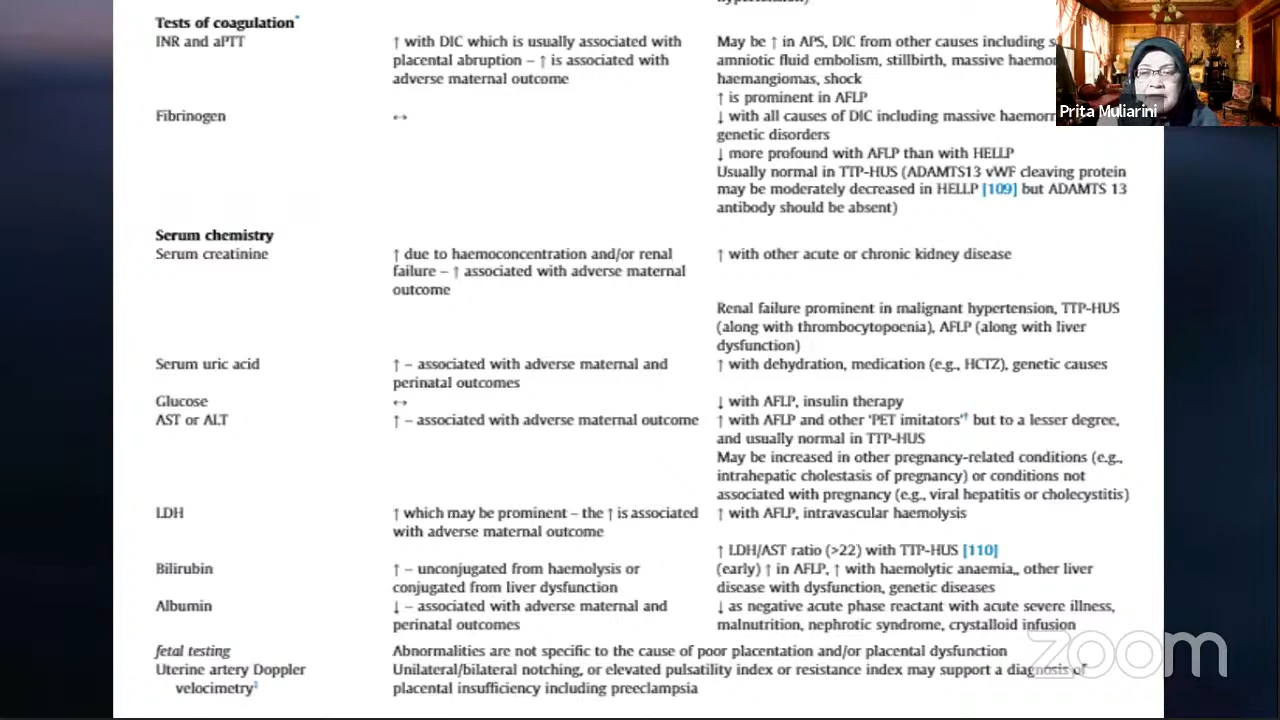 Tests of coagulation*
INR and aPTT
↑ with DIC which is usually associated with
placental abruption – ↑ is associated with
adverse maternal outcome
May be ↑ in APS, DIC from other causes including
amniotic fluid embolism, stillbirth, massive
haemangiomas, shock
↑ is prominent in AFLP
Fibrinogen
↔
↓ with all causes of DIC including massive
genetic disorders
↓ more profound with AFLP than with HELLP
Usually normal in TTP-HUS (ADAMTS13 vWF cleaving protein
may be moderately decreased in HELLP [109] but ADAMTS 13
antibody should be absent)
Serum chemistry
Serum creatinine
↑ due to haemoconcentration and/or renal
failure – ↑ associated with adverse maternal
outcome
↑ with other acute or chronic kidney disease
Renal failure prominent in malignant hypertension, TTP-HUS
(along with thrombocytopoenia), AFLP (along with liver
dysfunction)
Serum uric acid
↑ – associated with adverse maternal and
perinatal outcomes
↑ with dehydration, medication (e.g., HCTZ), genetic causes
Glucose
↔
↓ with AFLP, insulin therapy
AST or ALT
↑ – associated with adverse maternal outcome
↑ with AFLP and other 'PET imitators'† but to a lesser degree,
and usually normal in TTP-HUS
May be increased in other pregnancy-related conditions (e.g.,
intrahepatic cholestasis of pregnancy) or conditions not
associated with pregnancy (e.g., viral hepatitis or cholecystitis)
LDH
↑ which may be prominent – the ↑ is associated
with adverse maternal outcome
↑ with AFLP, intravascular haemolysis
↑ LDH/AST ratio (>22) with TTP-HUS [110]
Bilirubin
↑ – unconjugated from haemolysis or
conjugated from liver dysfunction
(early) ↑ in AFLP, ↑ with haemolytic anaemia,, other liver
disease with dysfunction, genetic diseases
Albumin
↓ – associated with adverse maternal and
perinatal outcomes
↓ as negative acute phase reactant with acute severe illness,
malnutrition, nephrotic syndrome, crystalloid infusion
fetal testing
Abnormalities are not specific to the cause of poor placentation and/or placental dysfunction
Uterine artery Doppler
velocimetry‡
Unilateral/bilateral notching, or elevated pulsatility index or resistance index may support a diagnosis of
placental insufficiency including preeclampsia
Prita Muliarini
zoom